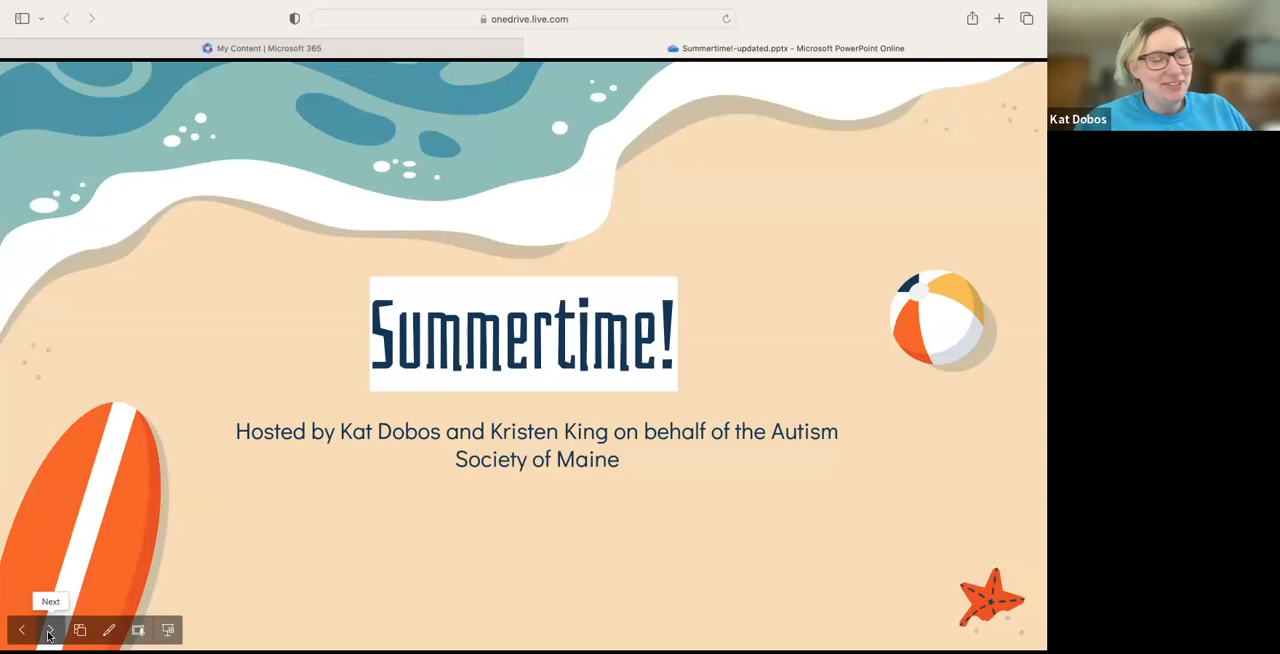 onedrive.live.com
My Content | Microsoft 365
Summertime!-updated.pptx - Microsoft PowerPoint Online
Kat Dobos
Summertime!
Hosted by Kat Dobos and Kristen King on behalf of the Autism
Society of Maine
Next